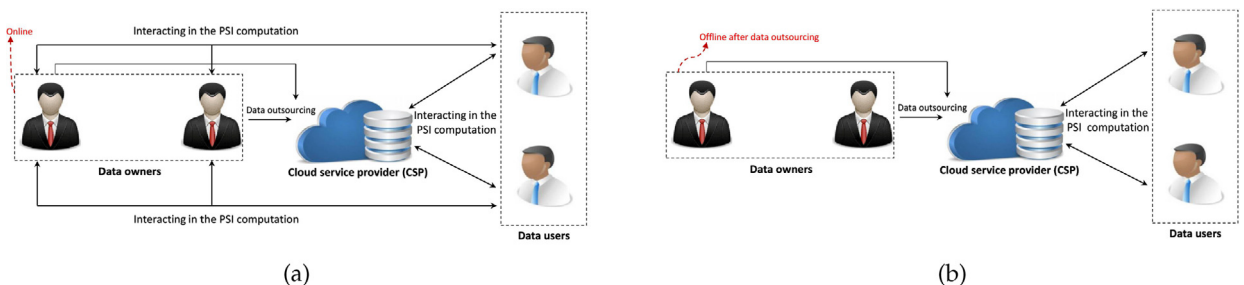 Online
Interacting in the PSI computation
Data outsourcing
Interacting in the
PSI computation
Data owners
Cloud service provider (CSP)
Interacting in the PSI computation
Data users
(a)
Offline after data outsourcing
Data outsourcing
Interacting in the
PSI computation
Data owners
Cloud service provider (CSP)
Data users
(b)